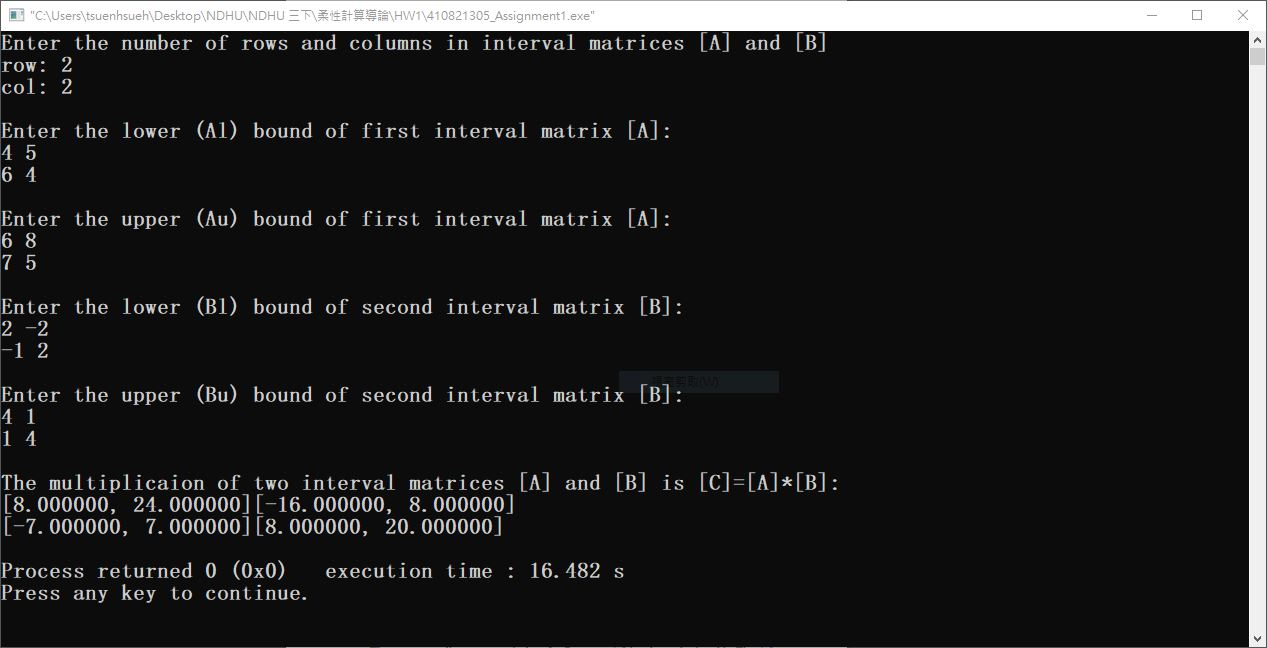 "C:\Users\tsuenhsueh\Desktop\NDHU\NDHU 三下\柔性計算導論\HW1\410821305_Assignment1.exe"
Enter the number of rows and columns in interval matrices [A] and [B]
row: 2
col: 2
Enter the lower (Al) bound of first interval matrix [A]:
4 5
6 4
Enter the upper (Au) bound of first interval matrix [A]:
6 8
7 5
Enter the lower (Bl) bound of second interval matrix [B]:
2 -2
-1 2
Enter the upper (Bu) bound of second interval matrix [B]:
4 1
1 4
The multiplicaion of two interval matrices [A] and [B] is [C]=[A]*[B]:
[8.000000, 24.000000][-16.000000, 8.000000]
[-7.000000, 7.000000][8.000000, 20.000000]
Process returned 0 (0x0)   execution time : 16.482 s
Press any key to continue.